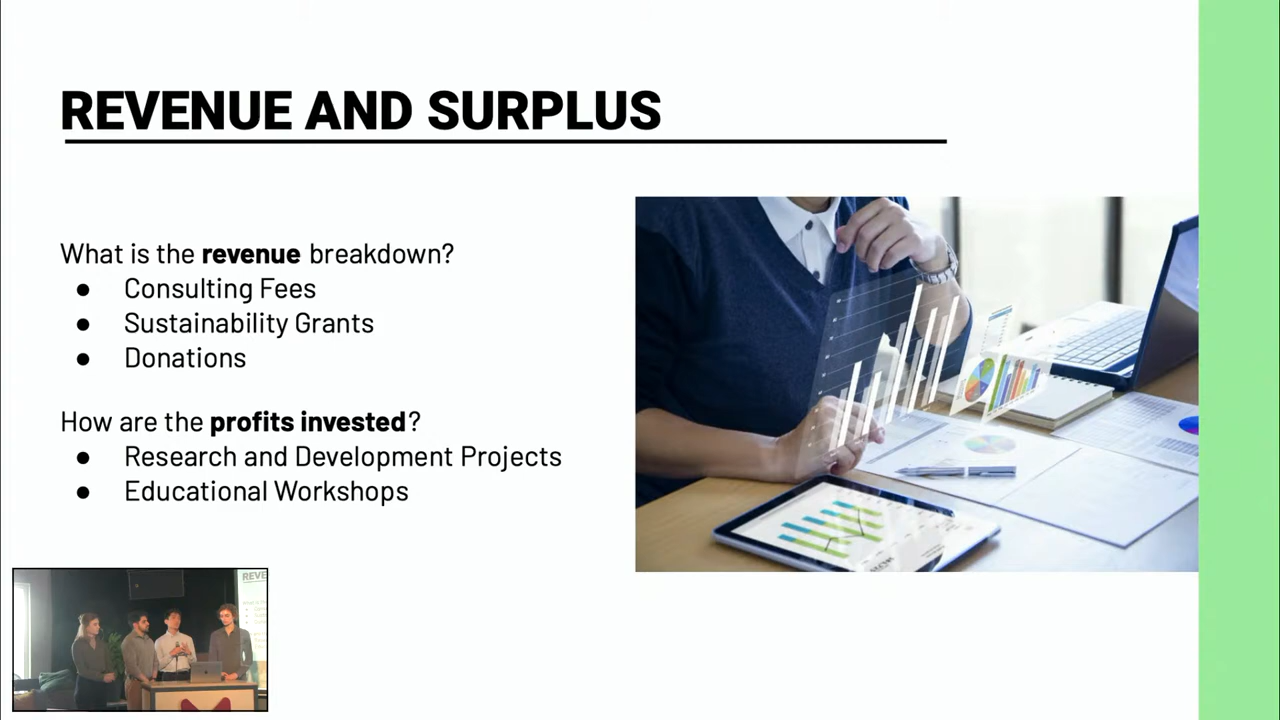 REVENUE AND SURPLUS
What is the revenue breakdown?
● Consulting Fees
● Sustainability Grants
● Donations
How are the profits invested?
● Research and Development Projects
● Educational Workshops
REVE